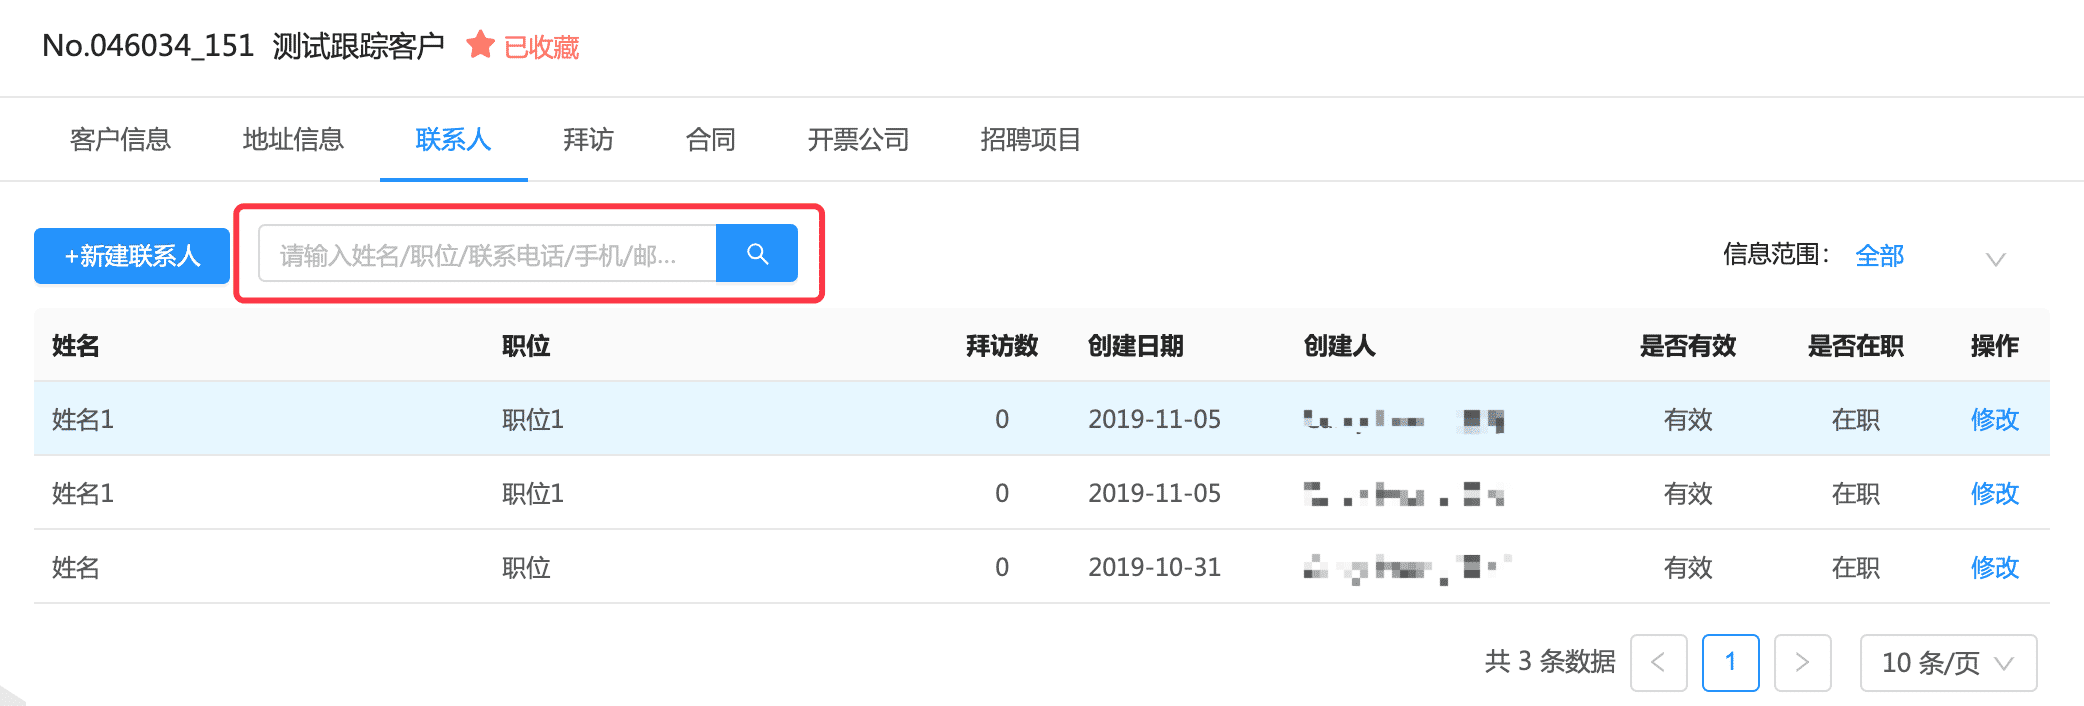 No.046034_151 测试跟踪客户 已收藏
客户信息 地址信息 联系人 拜访 合同 开票公司 招聘项目
+新建联系人 请输入姓名/职位/联系电话/手机/邮... 信息范围： 全部
姓名 职位 拜访数 创建日期 创建人 是否有效 是否在职 操作
姓名1 职位1 0 2019-11-05 有效 在职 修改
姓名1 职位1 0 2019-11-05 有效 在职 修改
姓名 职位 0 2019-10-31 有效 在职 修改
共 3 条数据 < 1 > 10 条/页